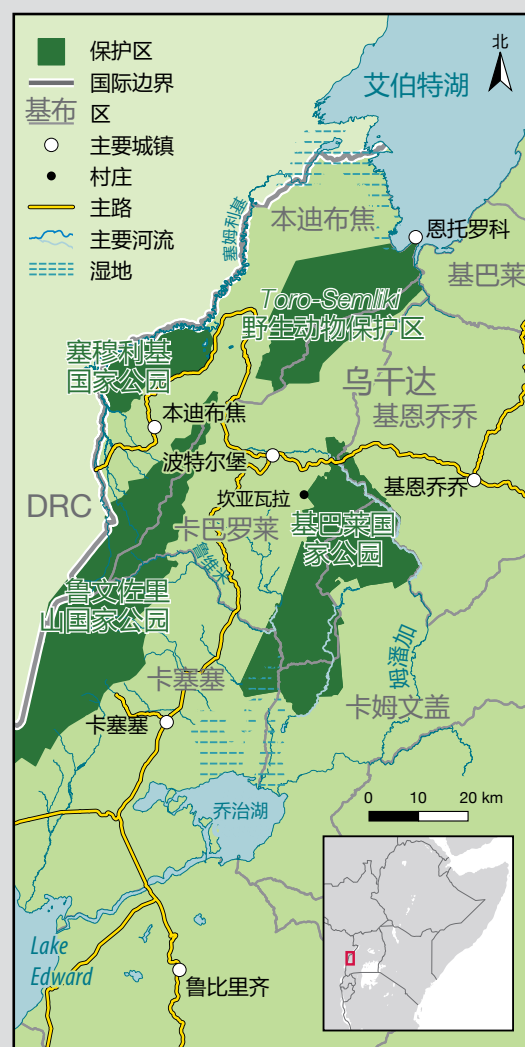 保护区
国际边界
基布 区
主要城镇
村庄
主路
主要河流
湿地
北
艾伯特湖
塞姆利基
本迪布焦
恩托罗科
基巴莱
Toro-Semliki
野生动物保护区
塞穆利基
国家公园
乌干达
基恩乔乔
本迪布焦
波特尔堡
基恩乔乔
坎亚瓦拉
DRC
卡巴罗莱
基巴莱国
家公园
鲁文佐里
山国家公园
姆潘加
卡塞塞
卡姆文盖
卡塞塞
乔治湖
0 10 20 km
Lake
Edward
鲁比里齐